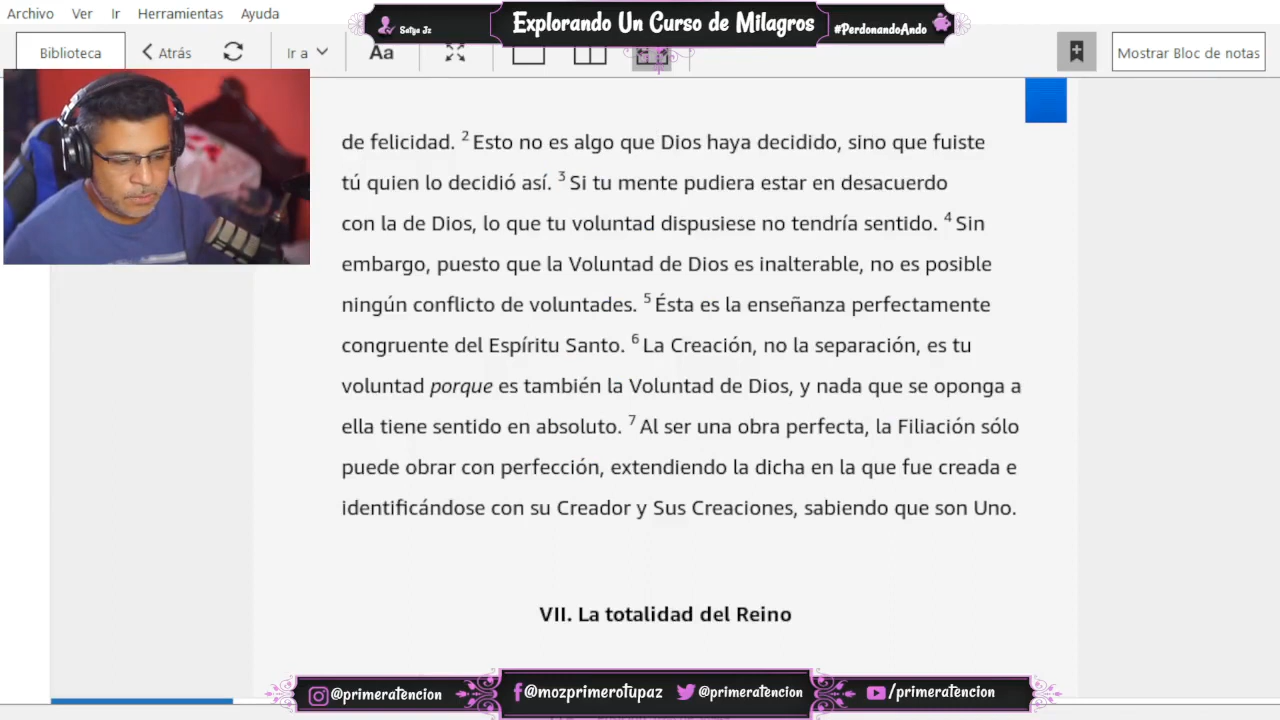 Archivo Ver Ir Herramientas Ayuda
Satya Jz
Explorando Un Curso de Milagros
#PerdonandoAndo
Biblioteca Atrás Ir a Aa Mostrar Bloc de notas
de felicidad. 2 Esto no es algo que Dios haya decidido, sino que fuiste
tú quien lo decidió así. 3 Si tu mente pudiera estar en desacuerdo
con la de Dios, lo que tu voluntad dispusiese no tendría sentido. 4 Sin
embargo, puesto que la Voluntad de Dios es inalterable, no es posible
ningún conflicto de voluntades. 5 Ésta es la enseñanza perfectamente
congruente del Espíritu Santo. 6 La Creación, no la separación, es tu
voluntad porque es también la Voluntad de Dios, y nada que se oponga a
ella tiene sentido en absoluto. 7 Al ser una obra perfecta, la Filiación sólo
puede obrar con perfección, extendiendo la dicha en la que fue creada e
identificándose con su Creador y Sus Creaciones, sabiendo que son Uno.
VII. La totalidad del Reino
@primeratencion
@mozprimerotupaz
@primeratencion
/primeratencion